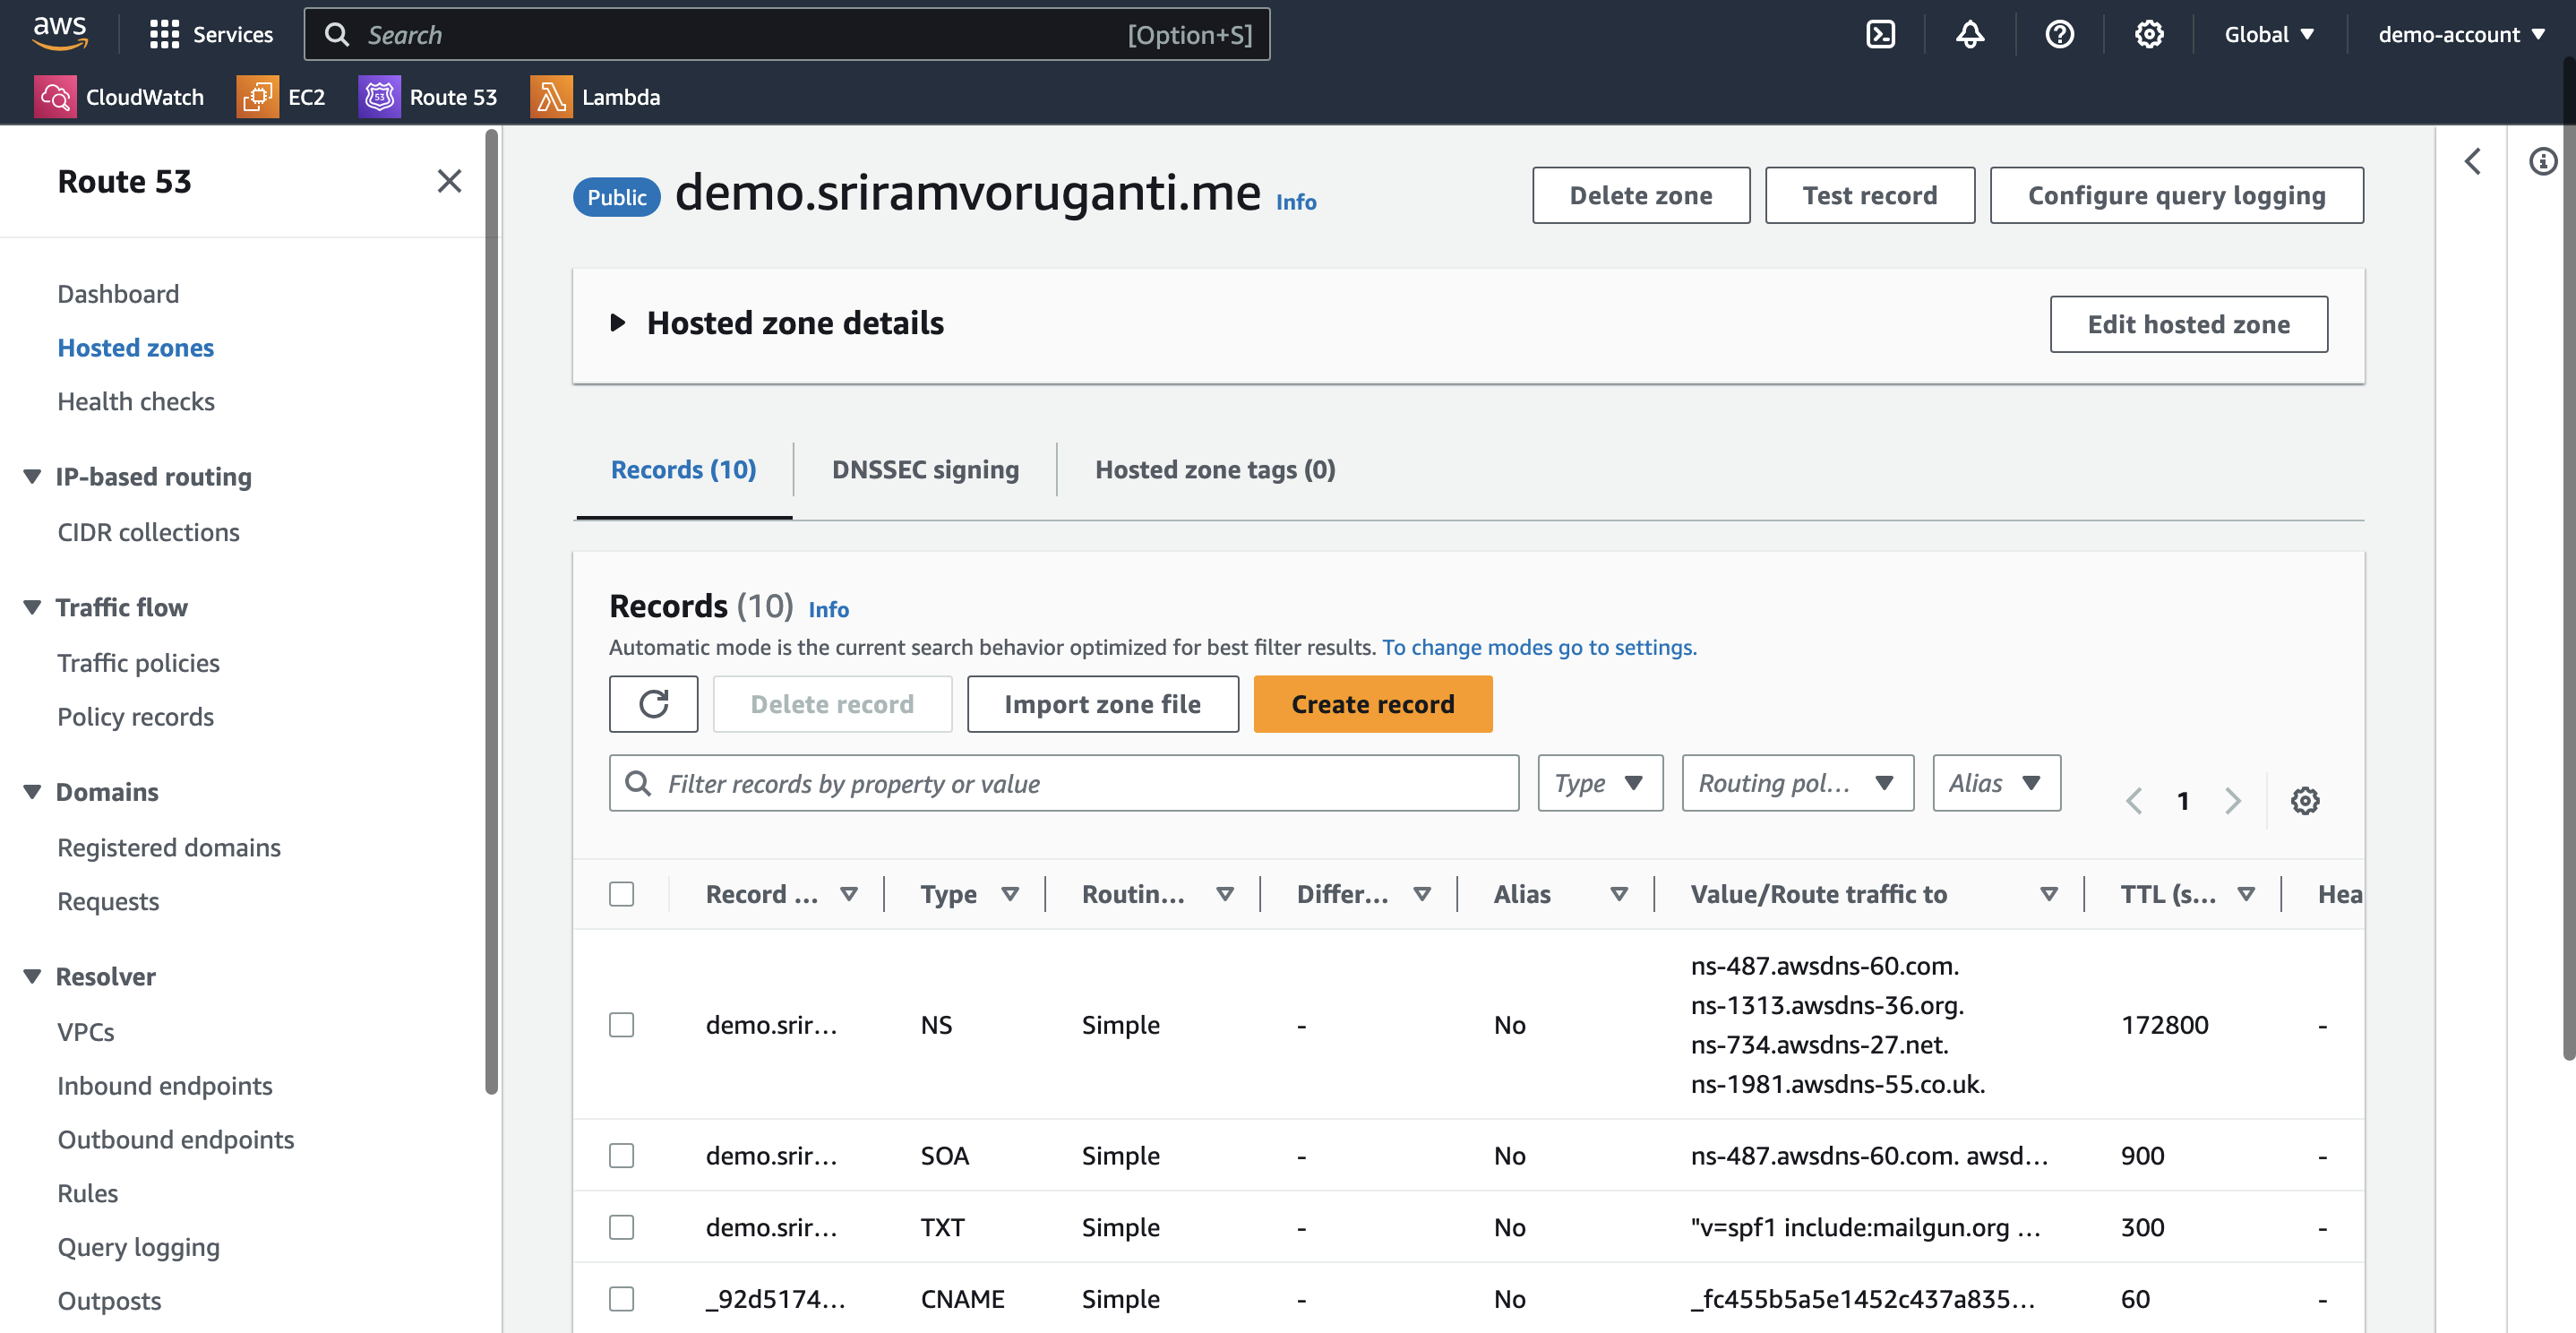 aws
Services
Search
[Option+S]
Global
demo-account
CloudWatch
EC2
53
Route 53
Lambda
Route 53
Dashboard
Hosted zones
Health checks
IP-based routing
CIDR collections
Traffic flow
Traffic policies
Policy records
Domains
Registered domains
Requests
Resolver
VPCs
Inbound endpoints
Outbound endpoints
Rules
Query logging
Outposts
Public demo.sriramvoruganti.me Info
Delete zone
Test record
Configure query logging
Hosted zone details
Edit hosted zone
Records (10)
DNSSEC signing
Hosted zone tags (0)
Records (10) Info
Automatic mode is the current search behavior optimized for best filter results. To change modes go to settings.
Delete record
Import zone file
Create record
Filter records by property or value
Type
Routing pol...
Alias
1
Record ... Type Routin... Differ... Alias Value/Route traffic to TTL (s... Hea
demo.srir... NS Simple - No ns-487.awsdns-60.com.
ns-1313.awsdns-36.org.
ns-734.awsdns-27.net.
ns-1981.awsdns-55.co.uk.
172800 -
demo.srir... SOA Simple - No ns-487.awsdns-60.com. awsd... 900 -
demo.srir... TXT Simple - No "v=spf1 include:mailgun.org ... 300 -
_92d5174... CNAME Simple - No _fc455b5a5e1452c437a835... 60 -